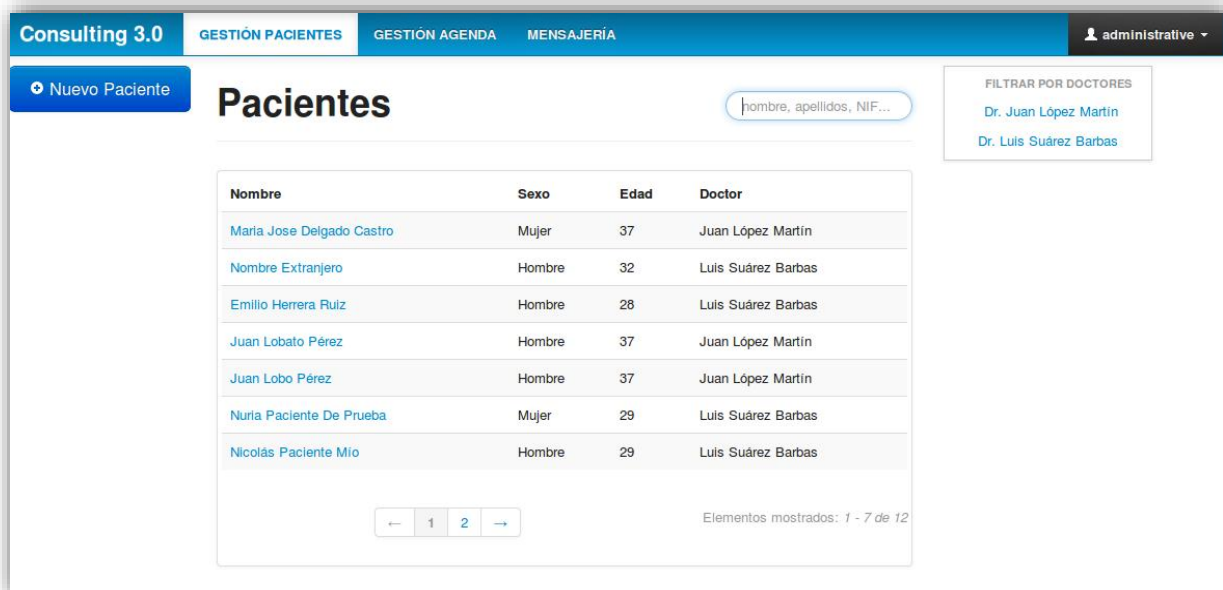 Consulting 3.0 GESTIÓN PACIENTES GESTIÓN AGENDA MENSAJERÍA administrative
Nuevo Paciente
Pacientes
nombre, apellidos, NIF...
FILTRAR POR DOCTORES
Dr. Juan López Martín
Dr. Luis Suárez Barbas
Nombre Sexo Edad Doctor
Maria Jose Delgado Castro Mujer 37 Juan López Martín
Nombre Extranjero Hombre 32 Luis Suárez Barbas
Emilio Herrera Ruiz Hombre 28 Luis Suárez Barbas
Juan Lobato Pérez Hombre 37 Juan López Martín
Juan Lobo Pérez Hombre 37 Juan López Martín
Nuria Paciente De Prueba Mujer 29 Luis Suárez Barbas
Nicolás Paciente Mío Hombre 29 Luis Suárez Barbas
← 1 2 →
Elementos mostrados: 1 - 7 de 12